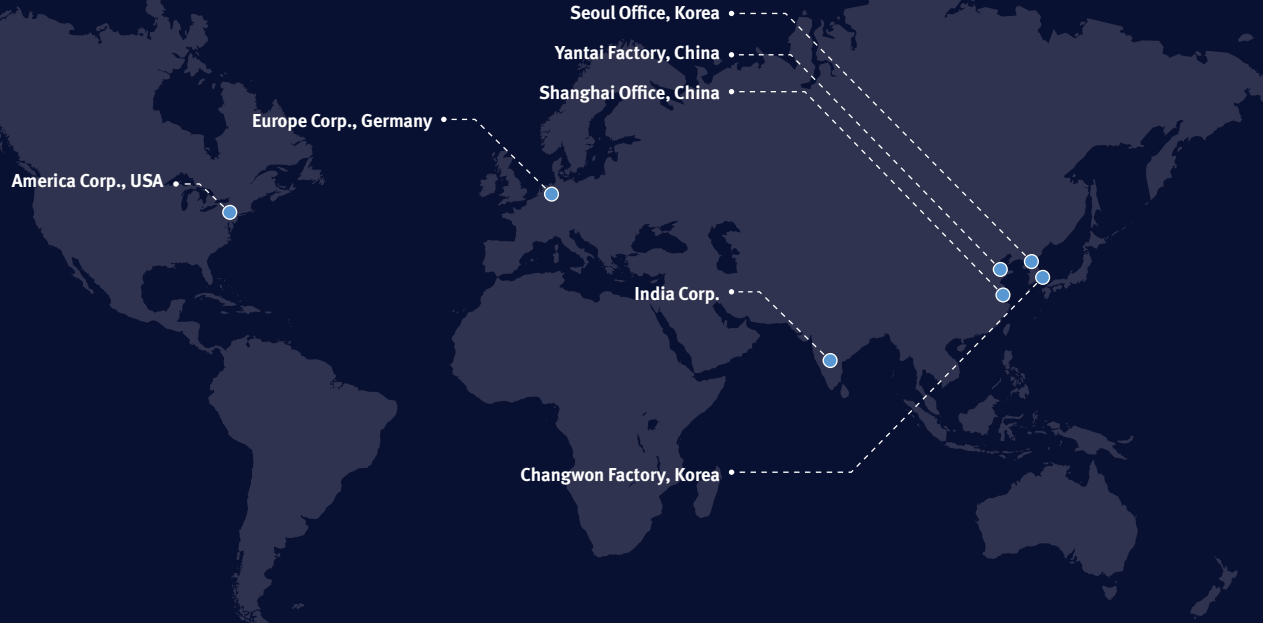 Seoul Office, Korea
Yantai Factory, China
Shanghai Office, China
Europe Corp., Germany
America Corp., USA
India Corp.
Changwon Factory, Korea